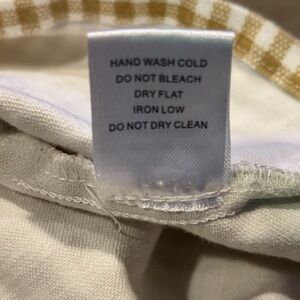 HAND WASH COLD
DO NOT BLEACH
DRY FLAT
IRON LOW
DO NOT DRY CLEAN